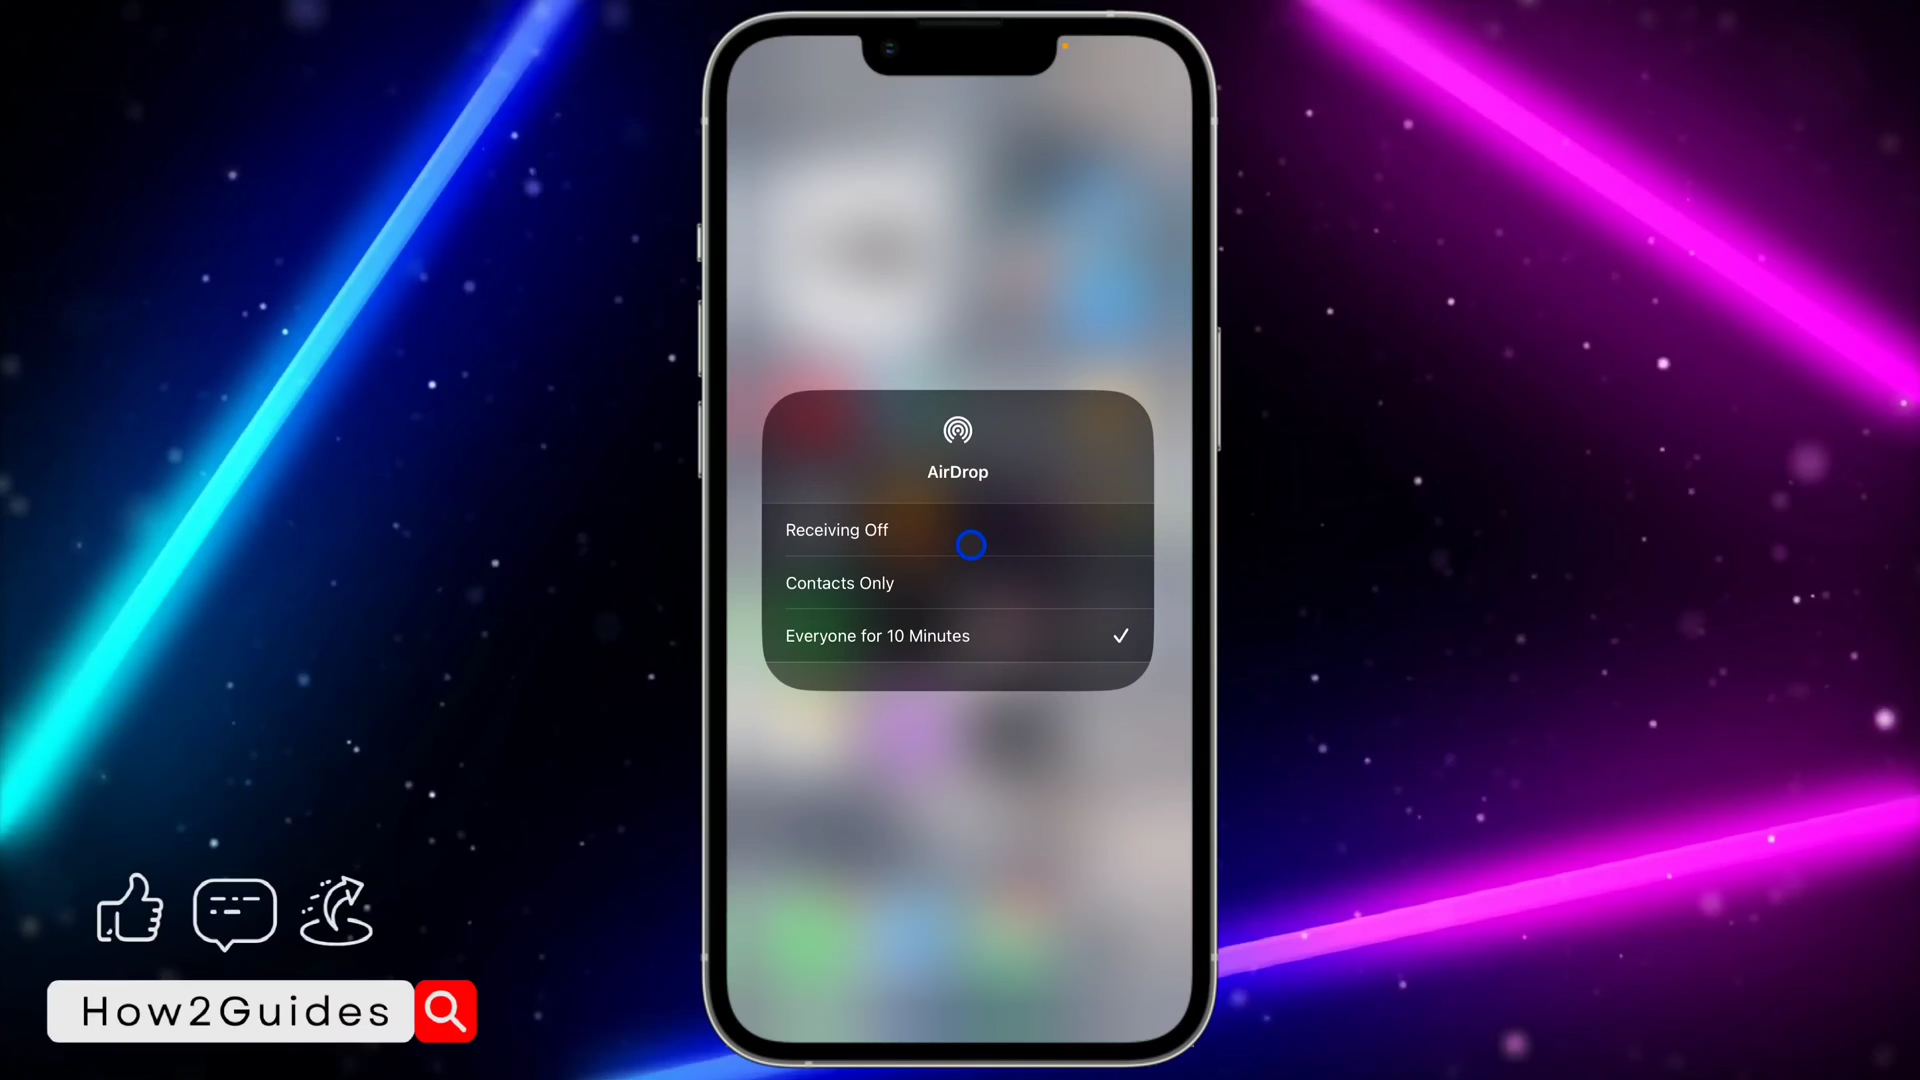 AirDrop
Receiving Off
Contacts Only
Everyone for 10 Minutes
How2Guides